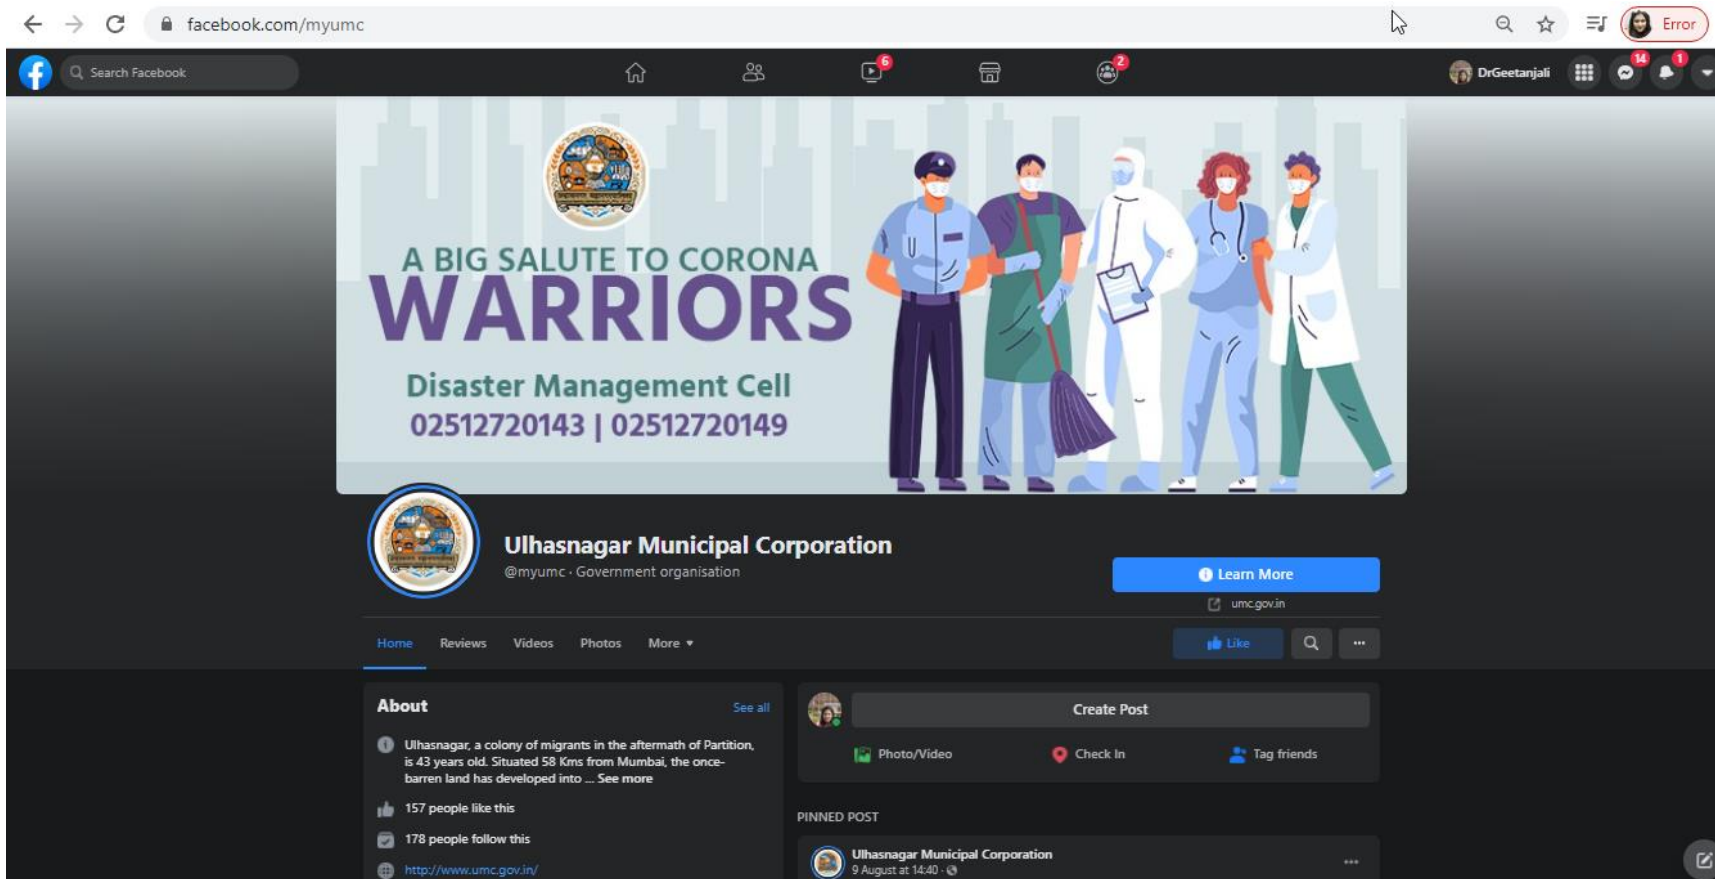 facebook.com/myumc
Error
Search Facebook
6
2
DrGeetanjali
14
1
A BIG SALUTE TO CORONA
WARRIORS
Disaster Management Cell
02512720143 | 02512720149
Ulhasnagar Municipal Corporation
@myumc · Government organisation
Learn More
umc.gov.in
Home Reviews Videos Photos More
Like
About See all
Ulhasnagar, a colony of migrants in the aftermath of Partition,
is 43 years old. Situated 58 Kms from Mumbai, the once-
barren land has developed into ... See more
157 people like this
178 people follow this
http://www.umc.gov.in/
Create Post
Photo/Video Check In Tag friends
PINNED POST
Ulhasnagar Municipal Corporation
9 August at 14:40 ·